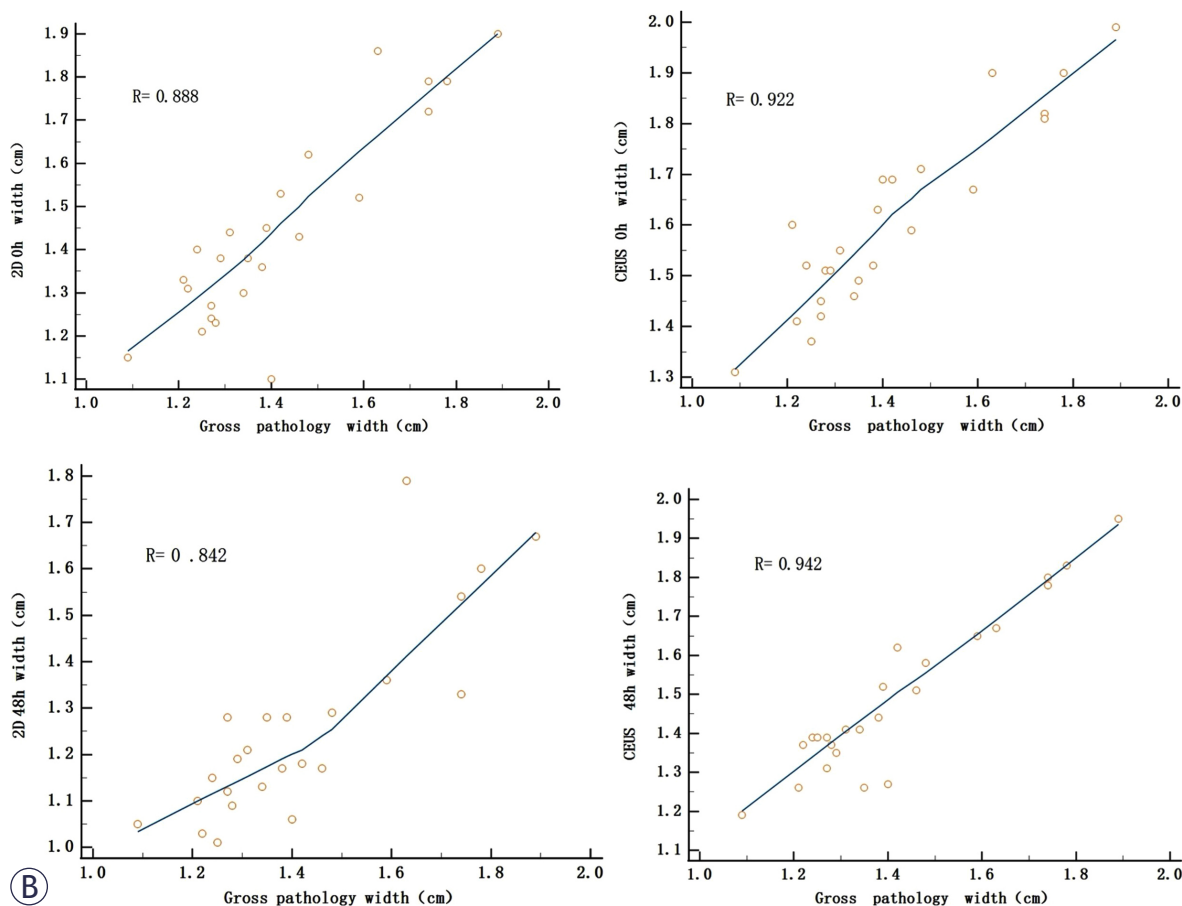 1.9
1.8
1.7
1.6
1.5
1.4
1.3
1.2
1.1
2D 0h width (cm)
R= 0.888
1.0 1.2 1.4 1.6 1.8 2.0
Gross pathology width (cm)
2.0
1.9
1.8
1.7
1.6
1.5
1.4
1.3
CEUS 0h width (cm)
R= 0.922
1.0 1.2 1.4 1.6 1.8 2.0
Gross pathology width (cm)
1.8
1.7
1.6
1.5
1.4
1.3
1.2
1.1
1.0
2D 48h width (cm)
R= 0 .842
1.0 1.2 1.4 1.6 1.8 2.0
Gross pathology width (cm)
2.0
1.9
1.8
1.7
1.6
1.5
1.4
1.3
1.2
1.1
CEUS 48h width (cm)
R= 0.942
1.0 1.2 1.4 1.6 1.8 2.0
Gross pathology width (cm)
B